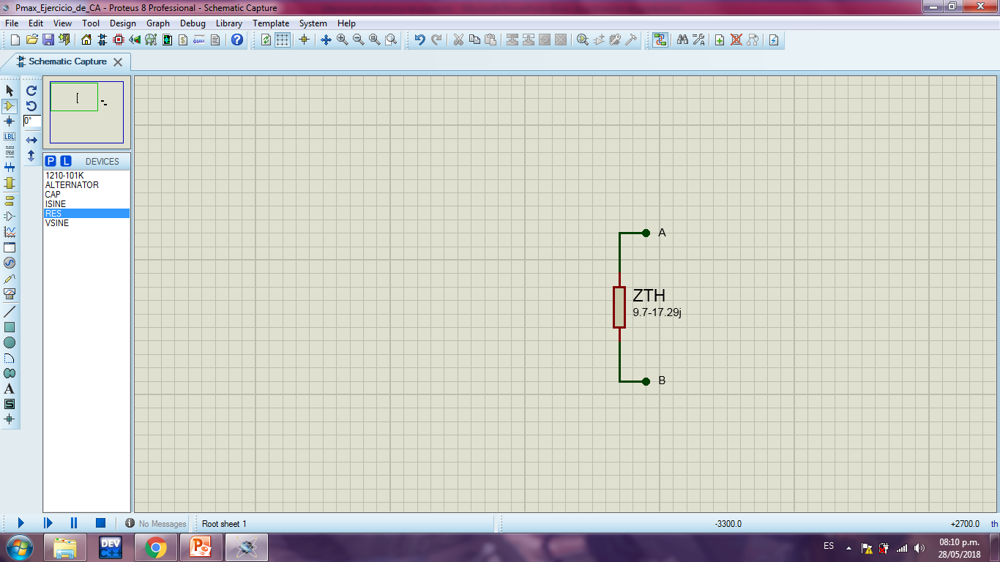 Pmax_Ejercicio_de_CA - Proteus 8 Professional - Schematic Capture
File Edit View Tool Design Graph Debug Library Template System Help
Schematic Capture
0°
LBL
P L DEVICES
1210-101K
ALTERNATOR
CAP
ISINE
RES
VSINE
A
S
A
ZTH
9.7-17.29j
B
No Messages
Root sheet 1
-3300.0
+2700.0
th
DEV
C++
ES
08:10 p.m.
28/05/2018